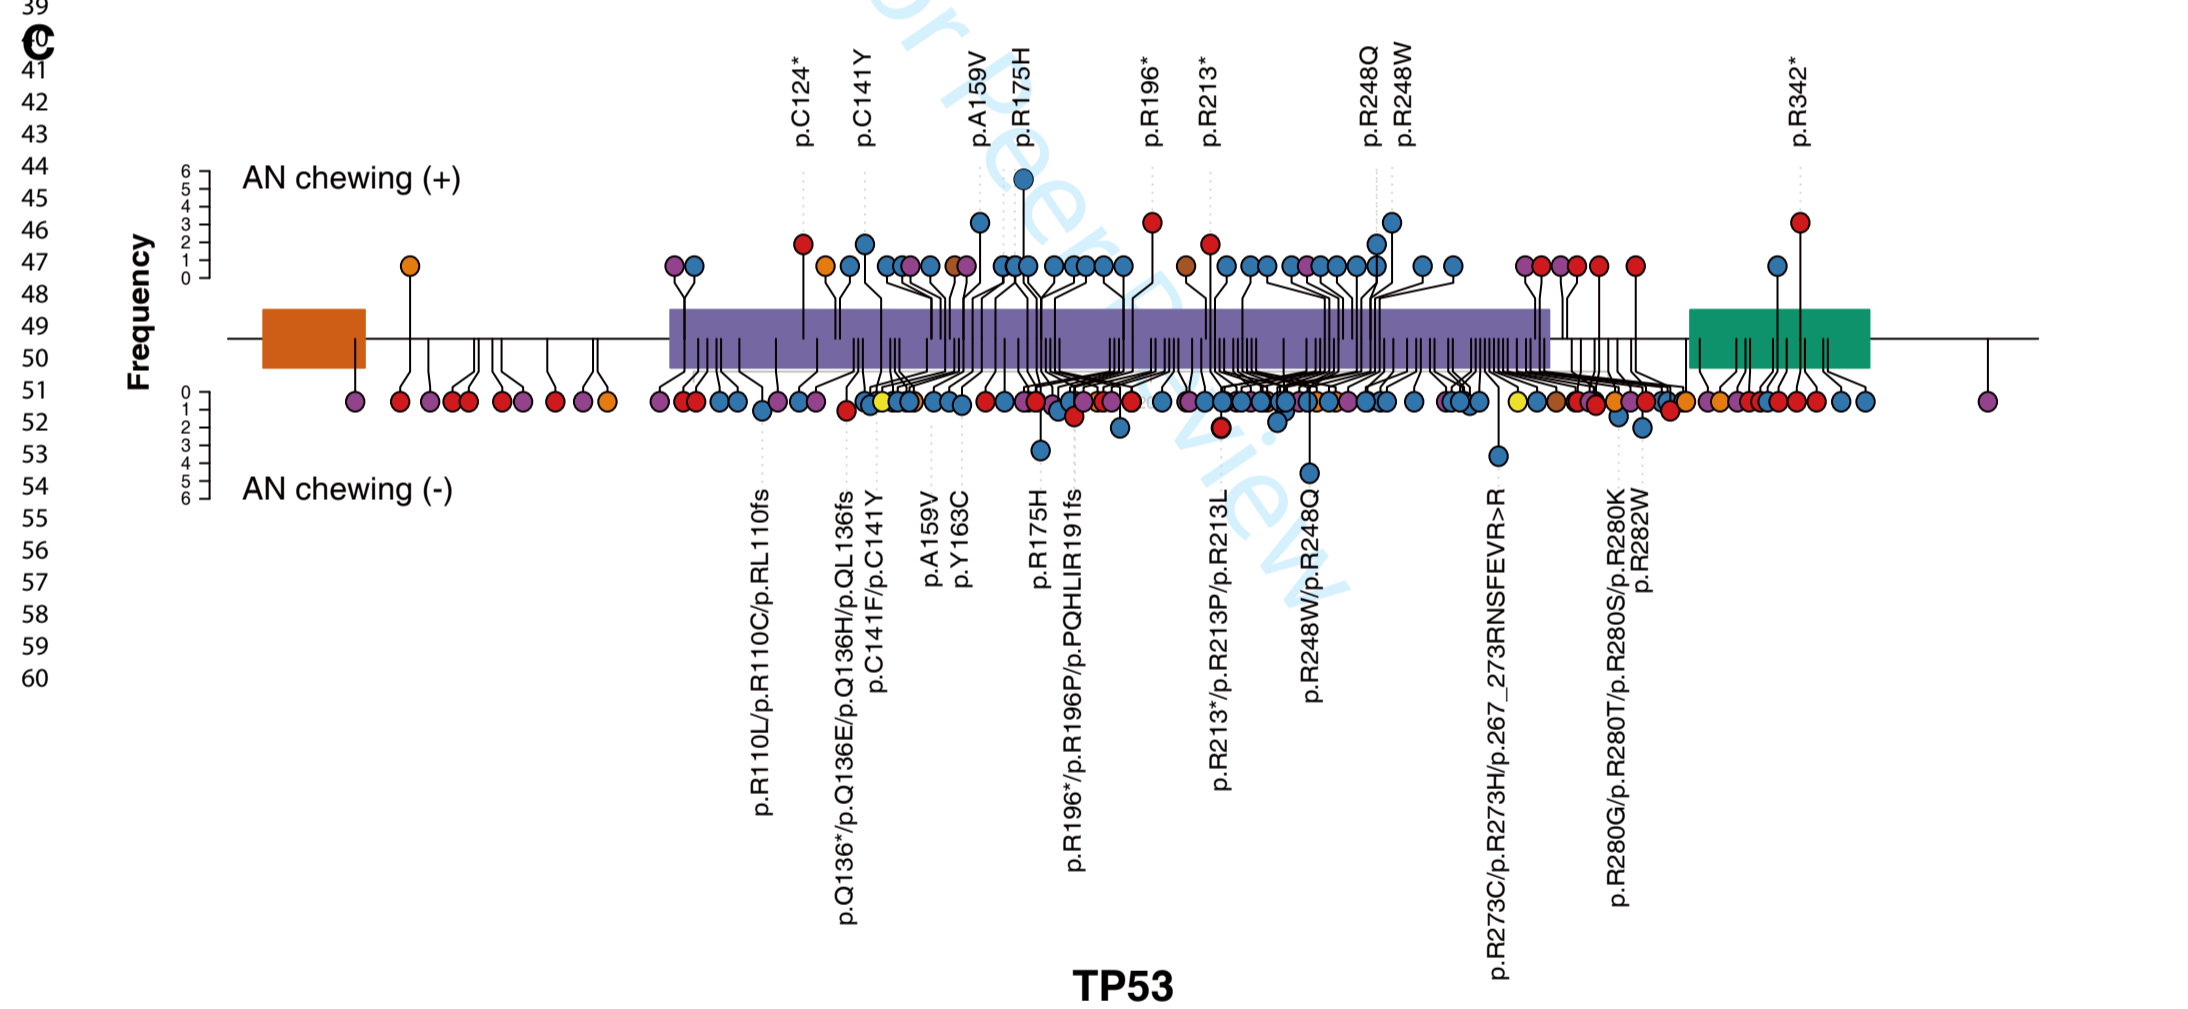 39
40
C
41
42
43
44
45
46
47
48
49
50
51
52
53
54
55
56
57
58
59
60
or Peer Review
p.C124*
p.C141Y
p.A159V
p.R175H
p.R196*
p.R213*
p.R248Q
p.R248W
p.R342*
Frequency
6
5
4
3
2
1
0
AN chewing (+)
0
1
2
3
4
5
6
AN chewing (-)
p.R110L/p.R110C/p.RL110fs
p.Q136*/p.Q136E/p.Q136H/p.QL136fs
p.C141F/p.C141Y
p.A159V
p.Y163C
p.R175H
p.R196*/p.R196P/p.PQHLIR191fs
p.R213*/p.R213P/p.R213L
p.R248W/p.R248Q
p.R273C/p.R273H/p.267_273RNSFEVR>R
p.R280G/p.R280T/p.R280S/p.R280K
p.R282W
TP53